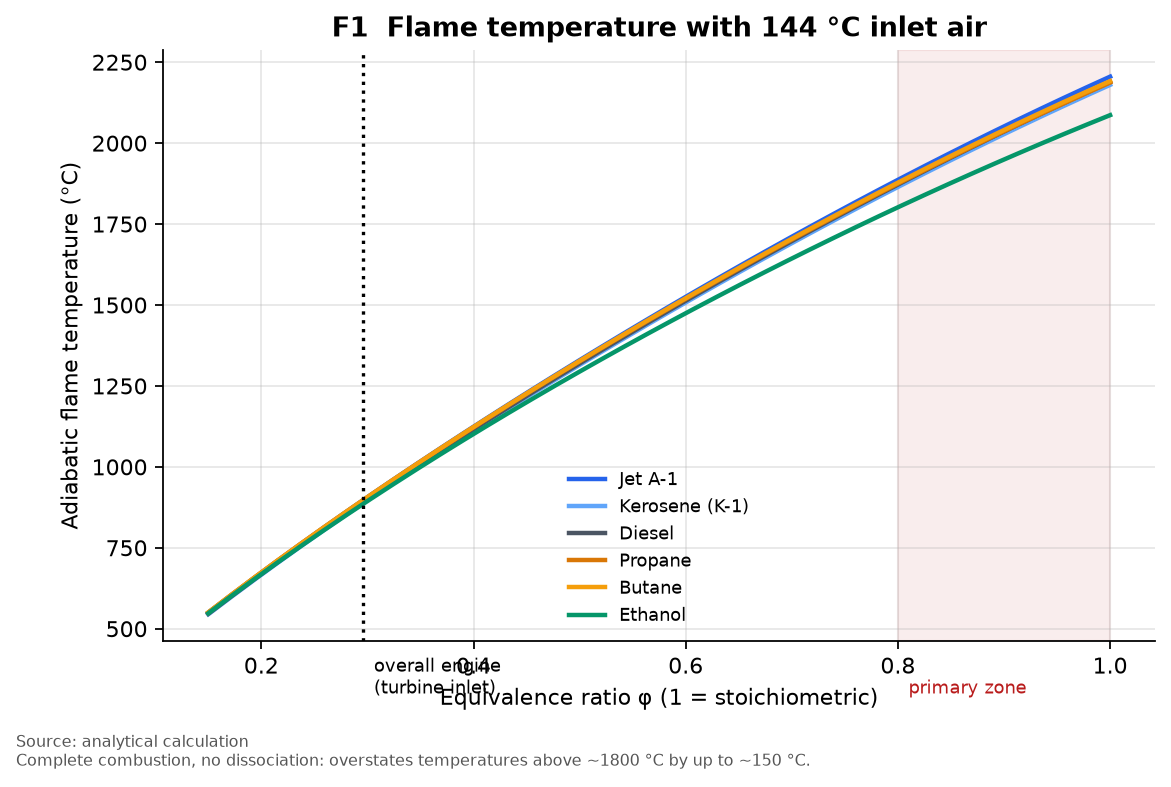 F1  Flame temperature with 144 °C inlet air
Adiabatic flame temperature (°C)
2250
2000
1750
1500
1250
1000
750
500
Jet A-1
Kerosene (K-1)
Diesel
Propane
Butane
Ethanol
0.2
0.4
0.6
0.8
1.0
overall engine
(turbine inlet)
primary zone
Equivalence ratio φ (1 = stoichiometric)
Source: analytical calculation
Complete combustion, no dissociation: overstates temperatures above ~1800 °C by up to ~150 °C.